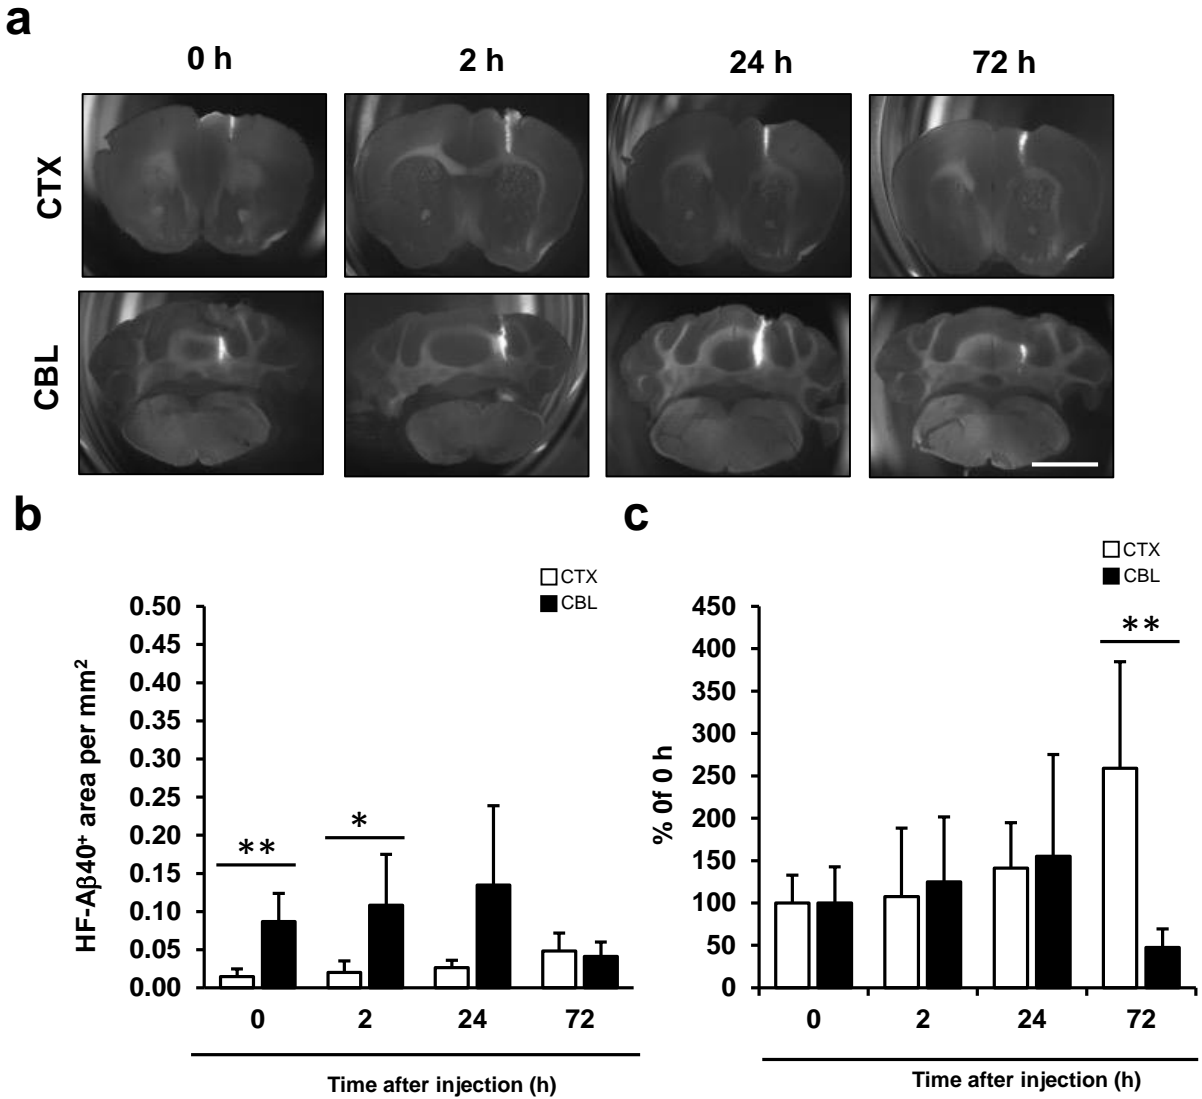 a
0 h 2 h 24 h 72 h
CTX
CBL
b
CTX
CBL
HF-Aβ40⁺ area per mm²
0.50
0.45
0.40
0.35
0.30
0.25
0.20
0.15
0.10
0.05
0.00
**
*
0 2 24 72
Time after injection (h)
c
CTX
CBL
% 0f 0 h
450
400
350
300
250
200
150
100
50
0
**
0 2 24 72
Time after injection (h)